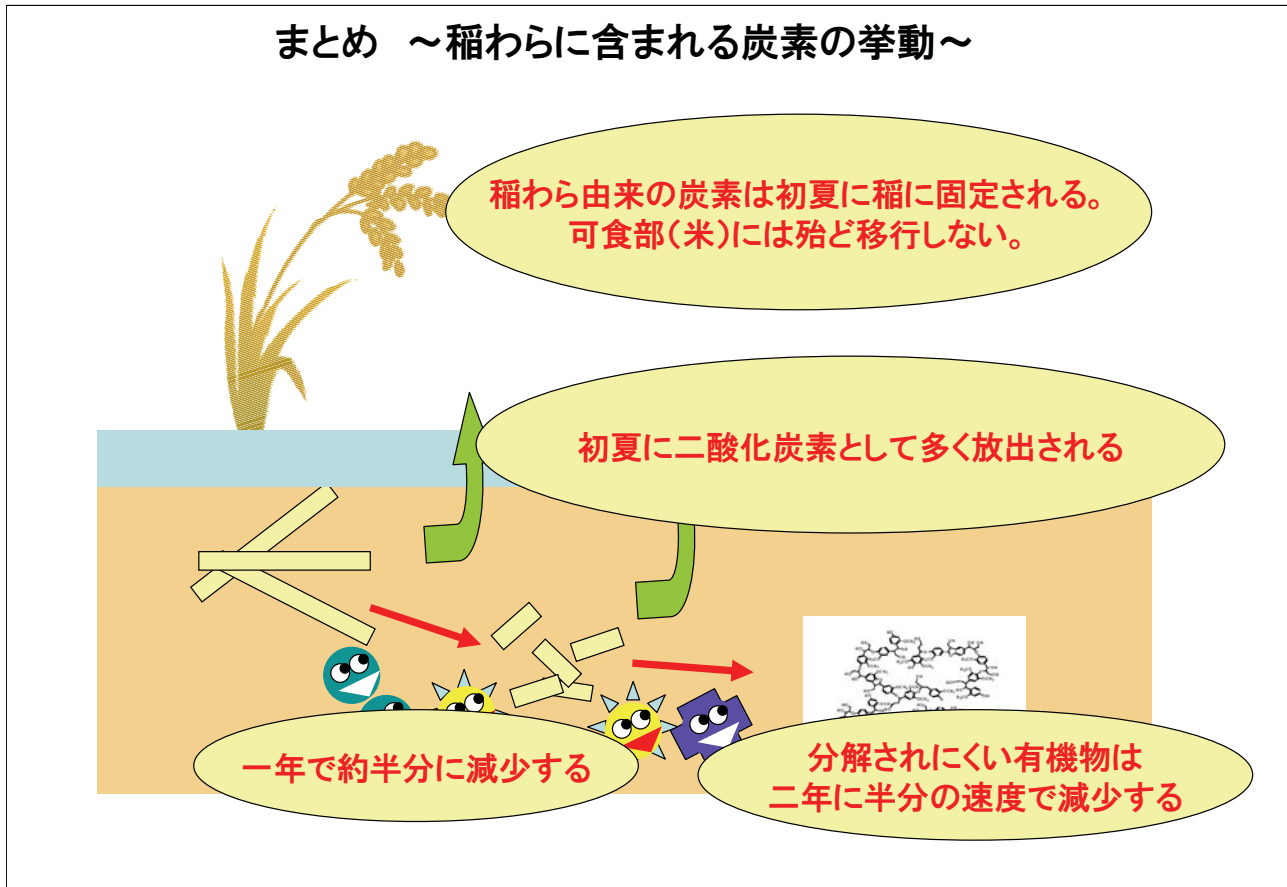 まとめ ～稲わらに含まれる炭素の挙動～
稲わら由来の炭素は初夏に稲に固定される。
可食部（米）には殆ど移行しない。
初夏に二酸化炭素として多く放出される
一年で約半分に減少する
分解されにくい有機物は
二年に半分の速度で減少する